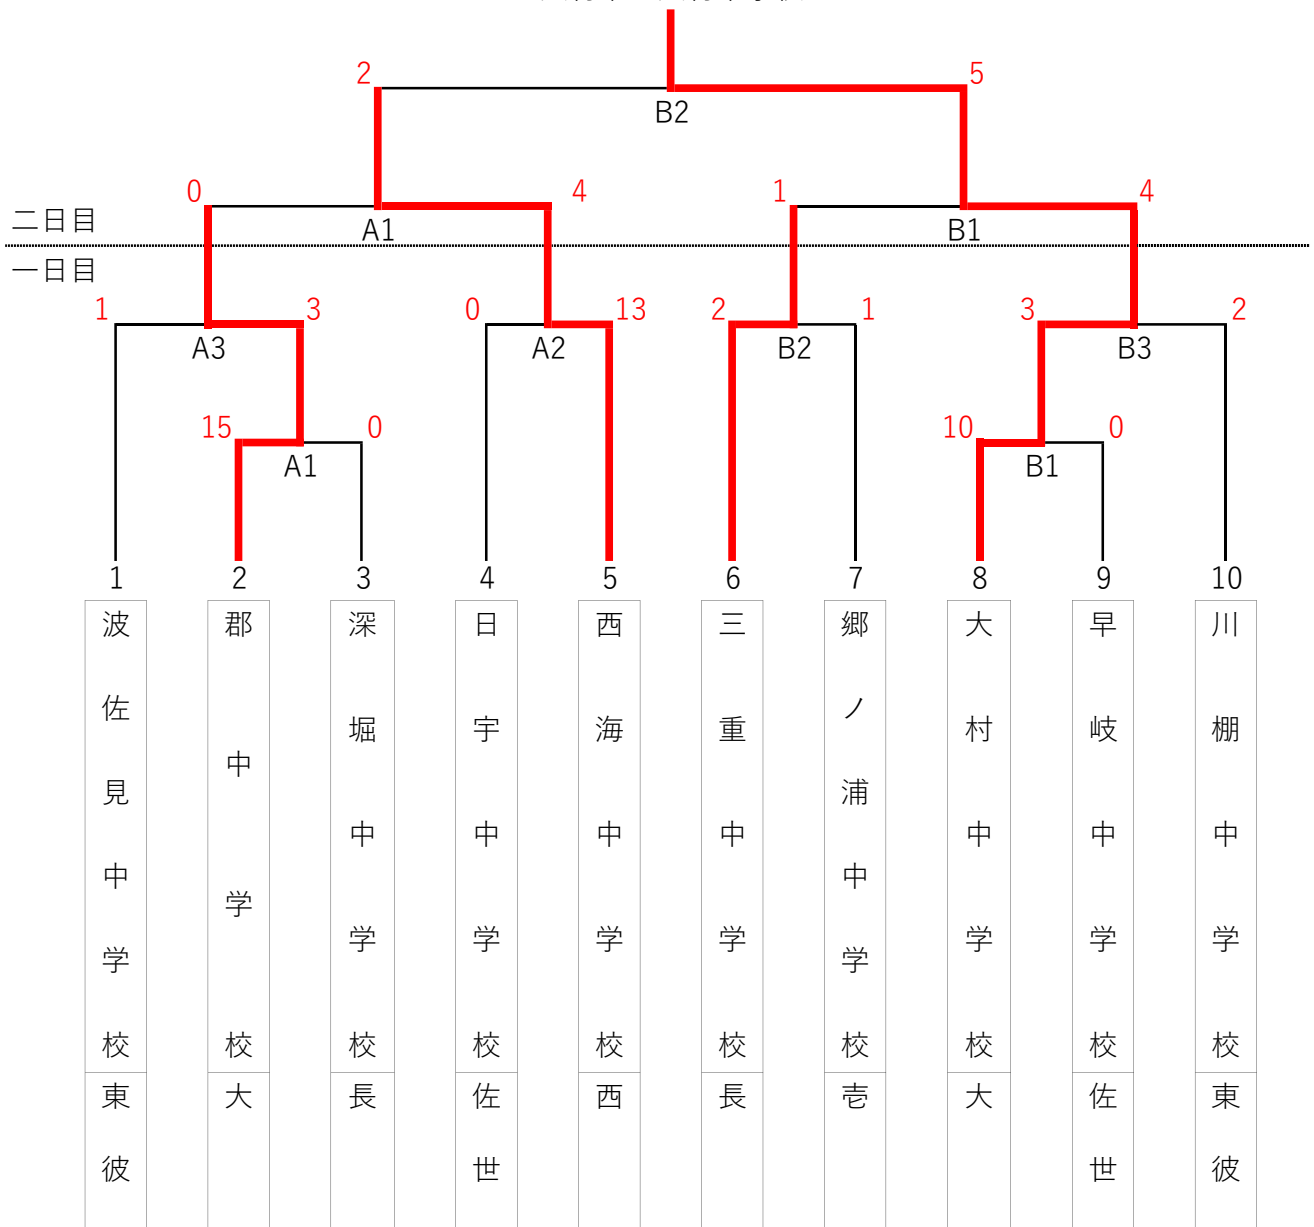 2 5
B2
0 4 1 4
二日目
A1 B1
一日目
1 3 0 13 2 1 3 2
A3 A2 B2 B3
15 0 10 0
A1 B1
1 2 3 4 5 6 7 8 9 10
波佐見中学校
東彼
郡中学校
大
深堀中学校
長
日宇中学校
佐世
西海中学校
西
三重中学校
長
郷ノ浦中学校
壱
大村中学校
大
早岐中学校
佐世
川棚中学校
東彼